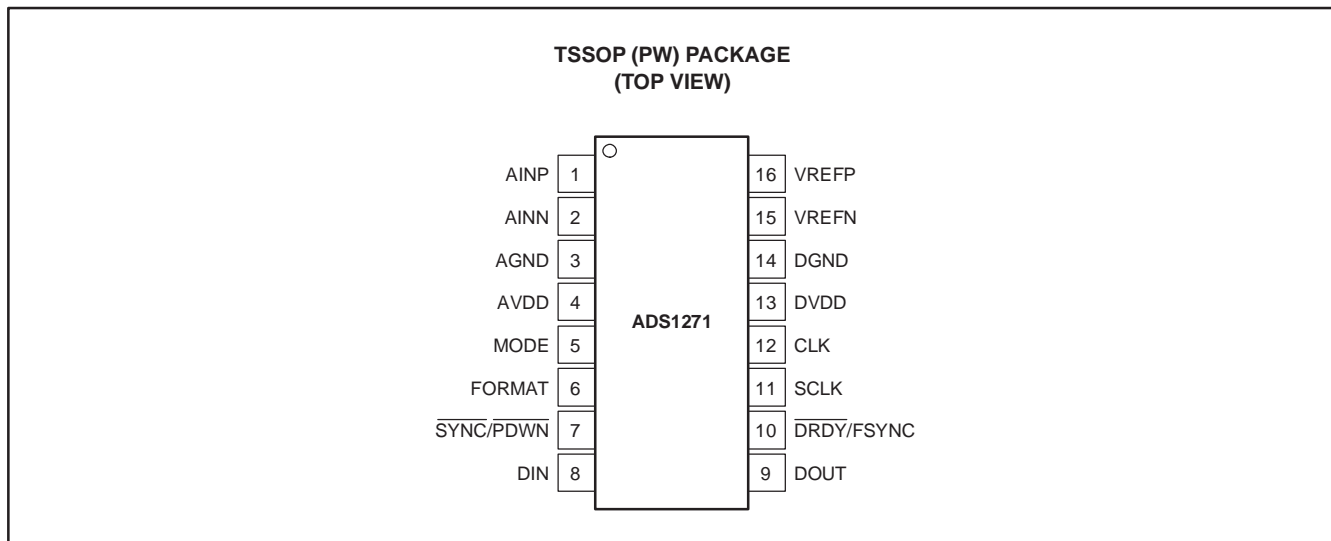 TSSOP (PW) PACKAGE
(TOP VIEW)
AINP 1
AINN 2
AGND 3
AVDD 4
MODE 5
FORMAT 6
SYNC/PDWN 7
DIN 8
ADS1271
16 VREFP
15 VREFN
14 DGND
13 DVDD
12 CLK
11 SCLK
10 DRDY/FSYNC
9 DOUT